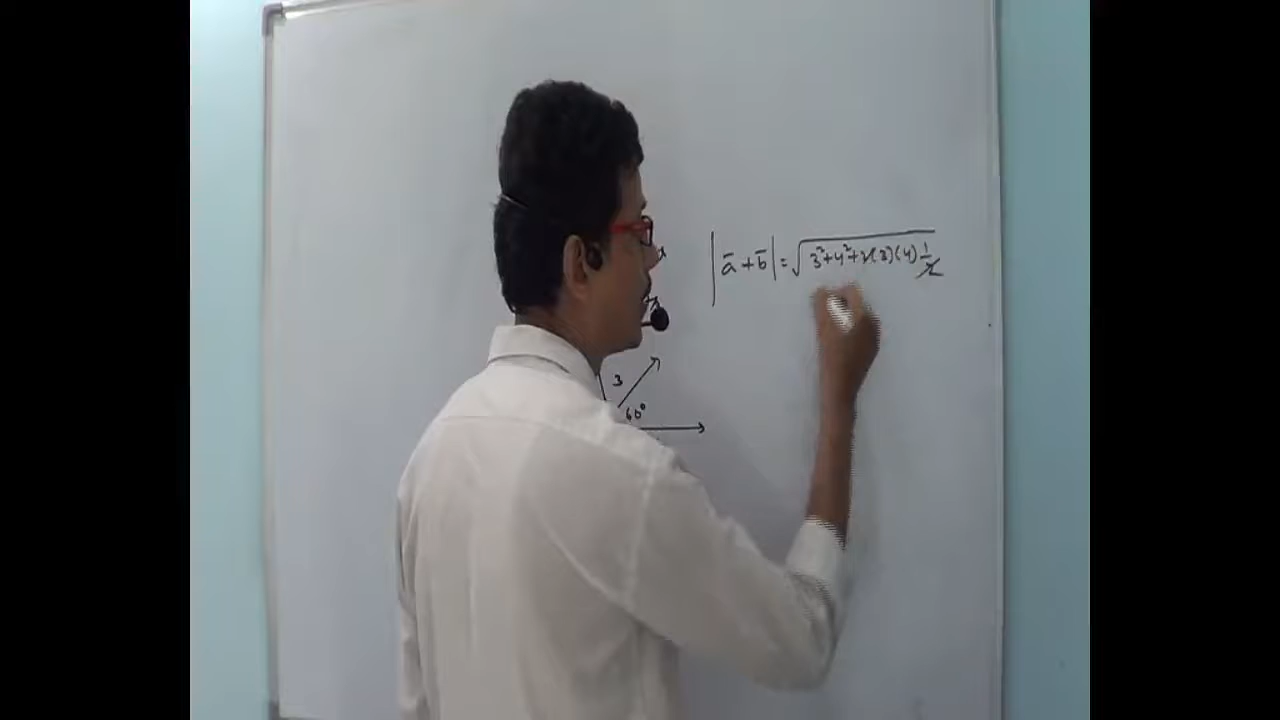 |a̅ + b̅| = √3² + 4² + 2(3)(4) 1/2
3
60°